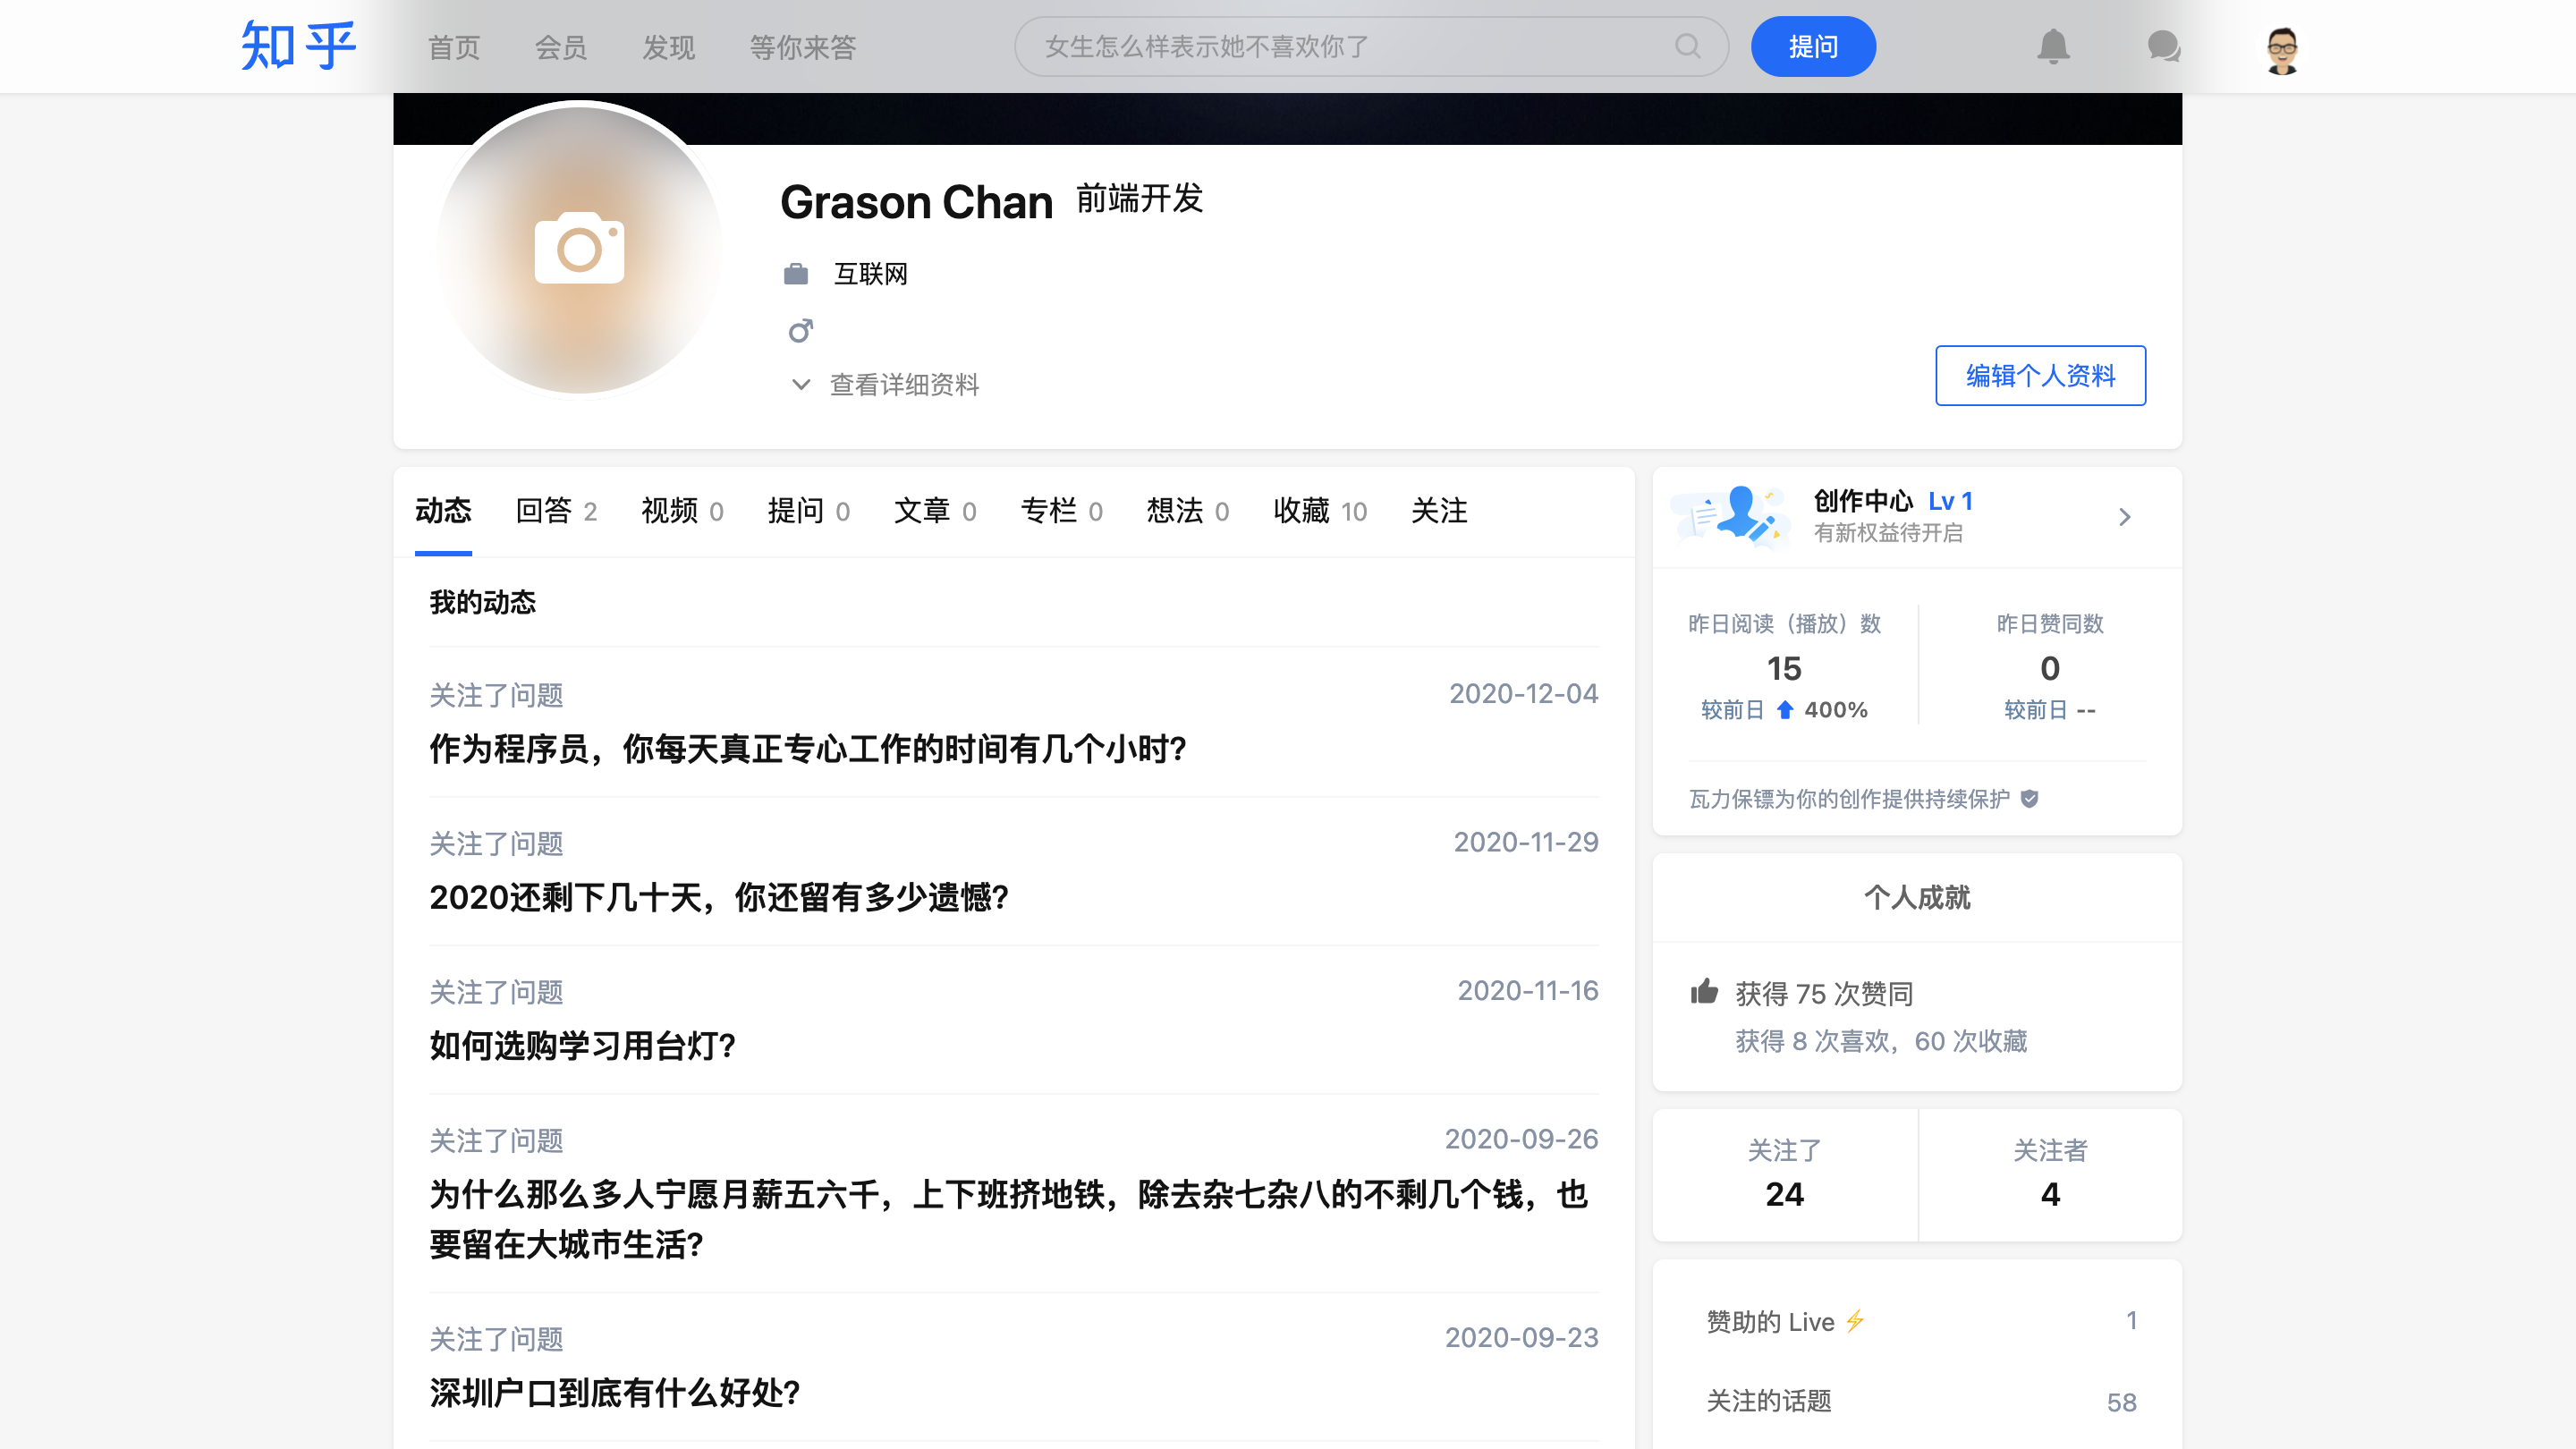 知乎 首页 会员 发现 等你来答 女生怎么样表示她不喜欢你了 提问
Grason Chan 前端开发
互联网
查看详细资料
编辑个人资料
动态 回答 2 视频 0 提问 0 文章 0 专栏 0 想法 0 收藏 10 关注
我的动态
关注了问题 2020-12-04
作为程序员，你每天真正专心工作的时间有几个小时？
关注了问题 2020-11-29
2020还剩下几十天，你还留有多少遗憾？
关注了问题 2020-11-16
如何选购学习用台灯？
关注了问题 2020-09-26
为什么那么多人宁愿月薪五六千，上下班挤地铁，除去杂七杂八的不剩几个钱，也
要留在大城市生活？
关注了问题 2020-09-23
深圳户口到底有什么好处？
创作中心 Lv 1
有新权益待开启
昨日阅读（播放）数 昨日赞同数
15 0
较前日 400% 较前日 --
瓦力保镖为你的创作提供持续保护
个人成就
获得 75 次赞同
获得 8 次喜欢，60 次收藏
关注了 关注者
24 4
赞助的 Live 1
关注的话题 58